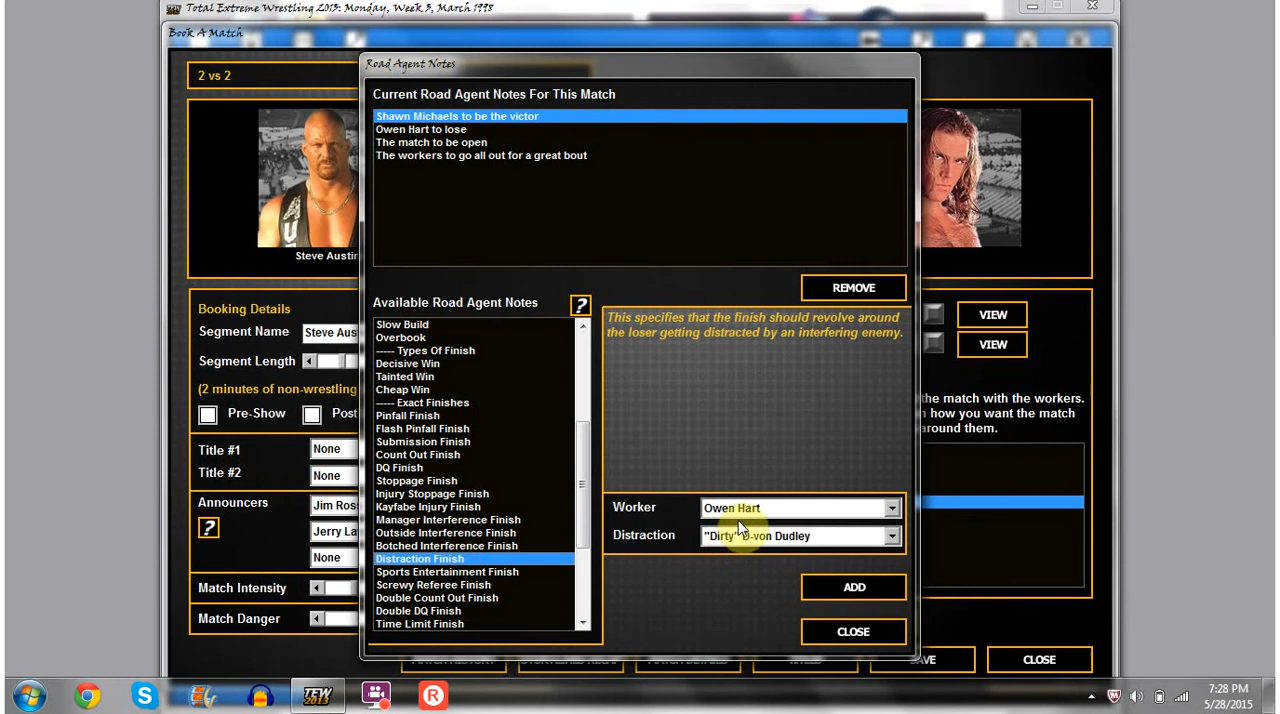 Total Extreme Wrestling 2013: Monday, Week 3, March 1998
Book A Match
Road Agent Notes
2 vs 2
Current Road Agent Notes For This Match
Shawn Michaels to be the victor
Owen Hart to lose
The match to be open
The workers to go all out for a great bout
Steve Austin
REMOVE
Booking Details
Segment Name
Steve Aus
Segment Length
(2 minutes of non-wrestling
Pre-Show
Post
Title #1
None
Title #2
None
Announcers
Jim Ross
?
Jerry La
None
Match Intensity
Match Danger
Available Road Agent Notes
?
Slow Build
Overbook
----- Types Of Finish
Decisive Win
Tainted Win
Cheap Win
----- Exact Finishes
Pinfall Finish
Flash Pinfall Finish
Submission Finish
Count Out Finish
DQ Finish
Stoppage Finish
Injury Stoppage Finish
Kayfabe Injury Finish
Manager Interference Finish
Outside Interference Finish
Botched Interference Finish
Distraction Finish
Sports Entertainment Finish
Screwy Referee Finish
Double Count Out Finish
Double DQ Finish
Time Limit Finish
This specifies that the finish should revolve around
the loser getting distracted by an interfering enemy.
Worker
Owen Hart
Distraction
"Dirty" D-von Dudley
ADD
CLOSE
VIEW
VIEW
the match with the workers.
how you want the match
around them.
CLOSE
TEW
2013
R
7:28 PM
5/28/2015